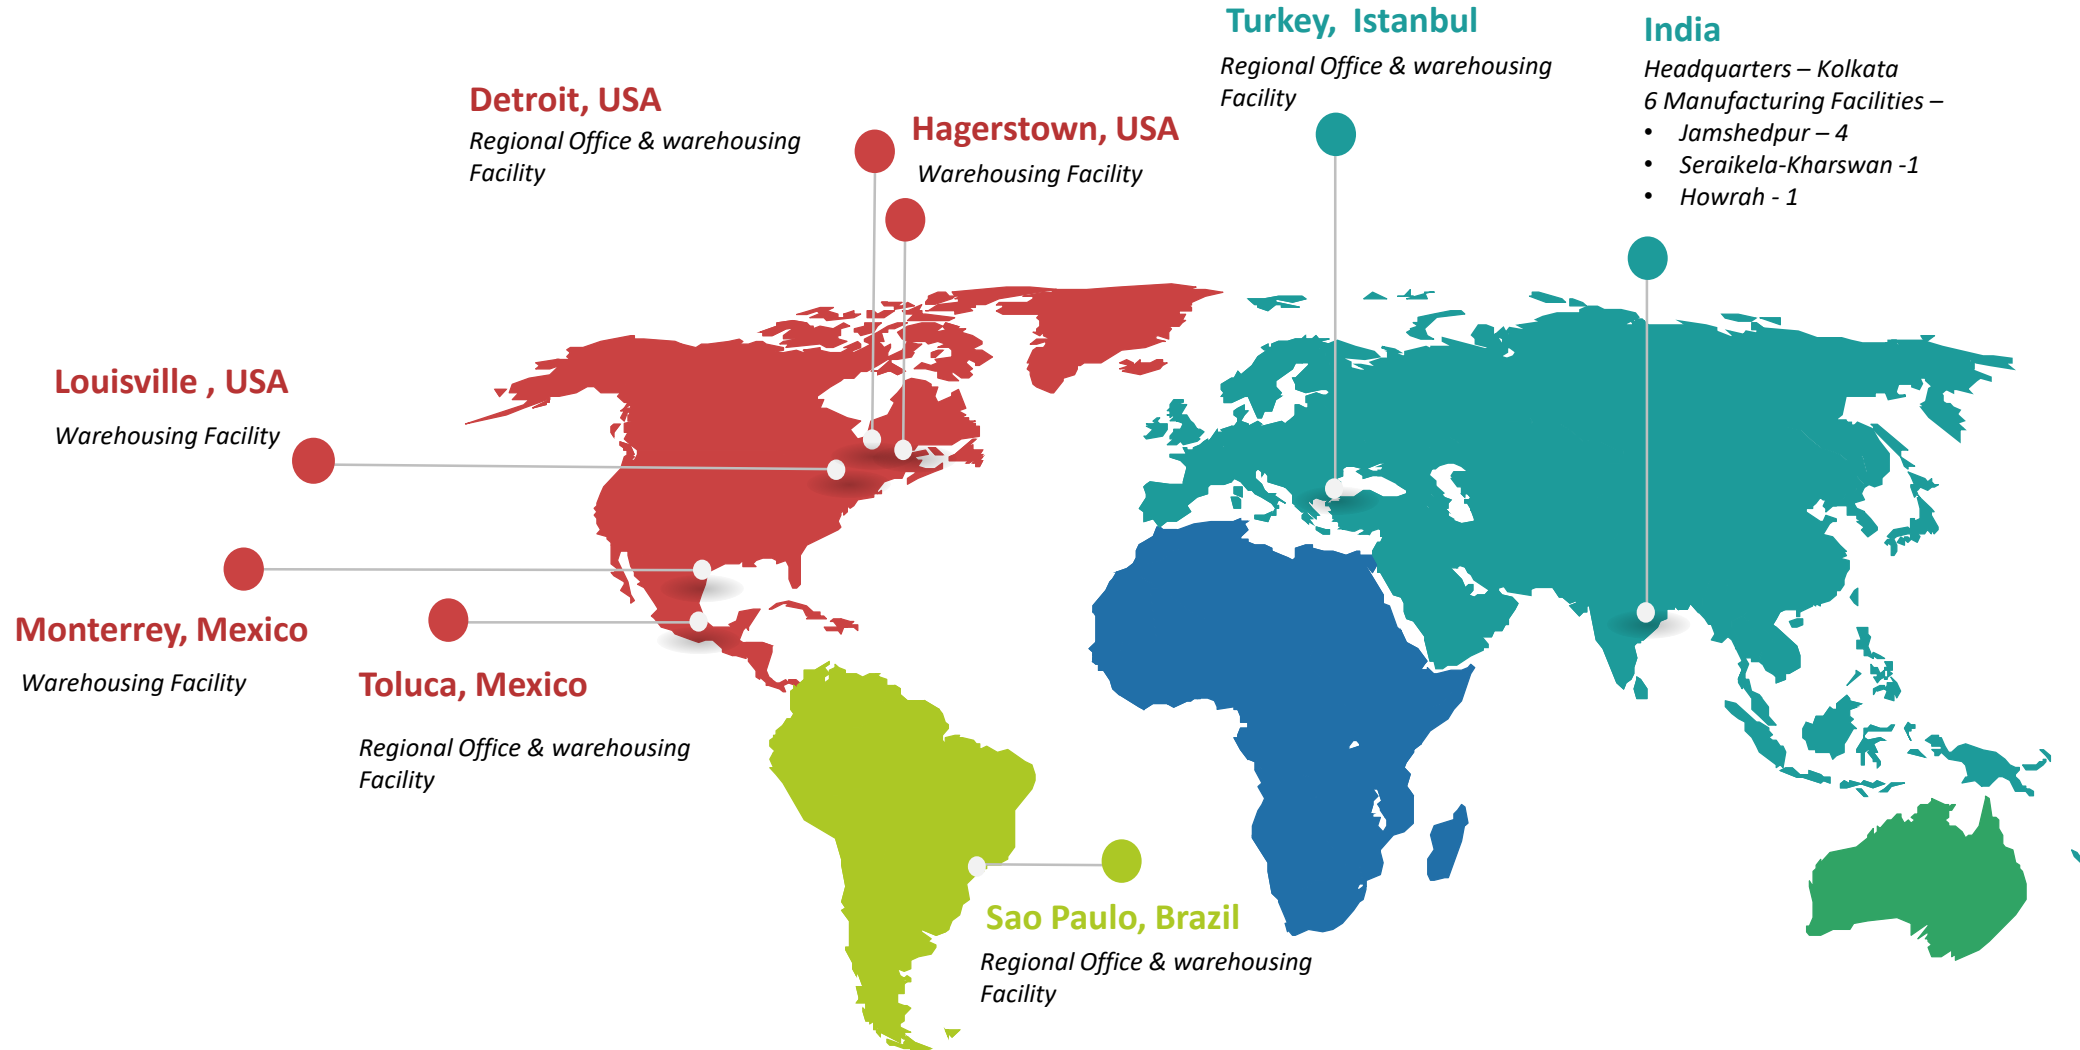 Turkey, Istanbul
Regional Office & warehousing
Facility
India
Headquarters – Kolkata
6 Manufacturing Facilities –
• Jamshedpur – 4
• Seraikela-Kharswan -1
• Howrah - 1
Detroit, USA
Regional Office & warehousing
Facility
Hagerstown, USA
Warehousing Facility
Louisville , USA
Warehousing Facility
Monterrey, Mexico
Warehousing Facility
Toluca, Mexico
Regional Office & warehousing
Facility
Sao Paulo, Brazil
Regional Office & warehousing
Facility